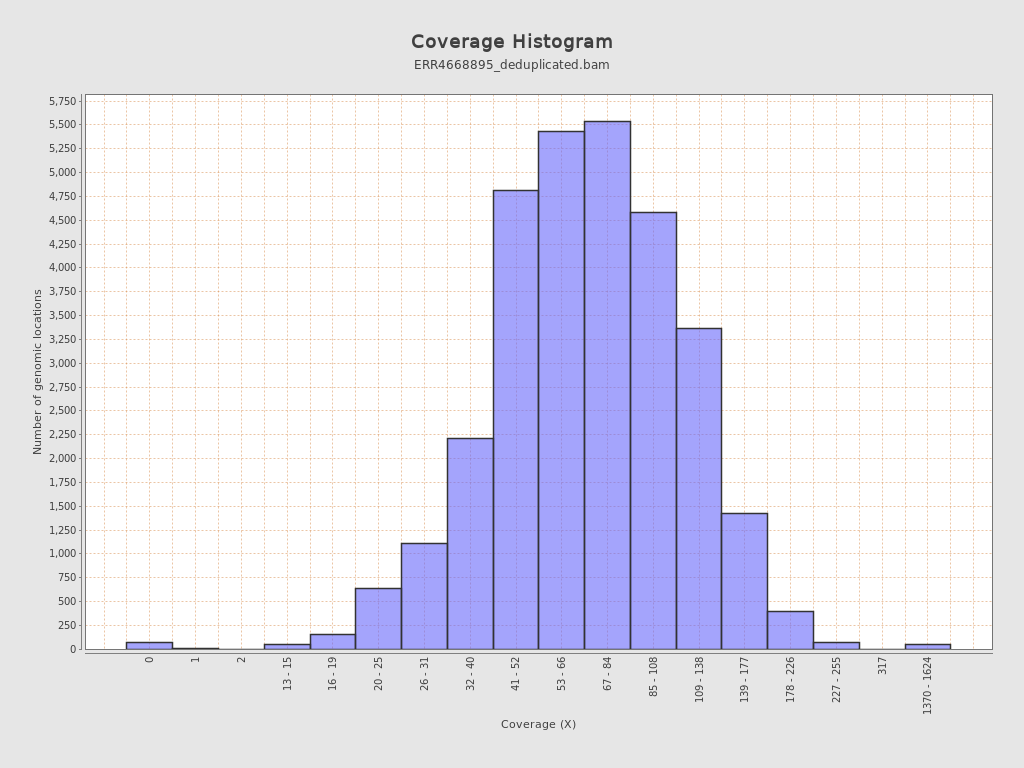 Coverage Histogram
ERR4668895_deduplicated.bam
Number of genomic locations
5,750
5,500
5,250
5,000
4,750
4,500
4,250
4,000
3,750
3,500
3,250
3,000
2,750
2,500
2,250
2,000
1,750
1,500
1,250
1,000
750
500
250
0
0
1
2
13 - 15
16 - 19
20 - 25
26 - 31
32 - 40
41 - 52
53 - 66
67 - 84
85 - 108
109 - 138
139 - 177
178 - 226
227 - 255
317
1370 - 1624
Coverage (X)